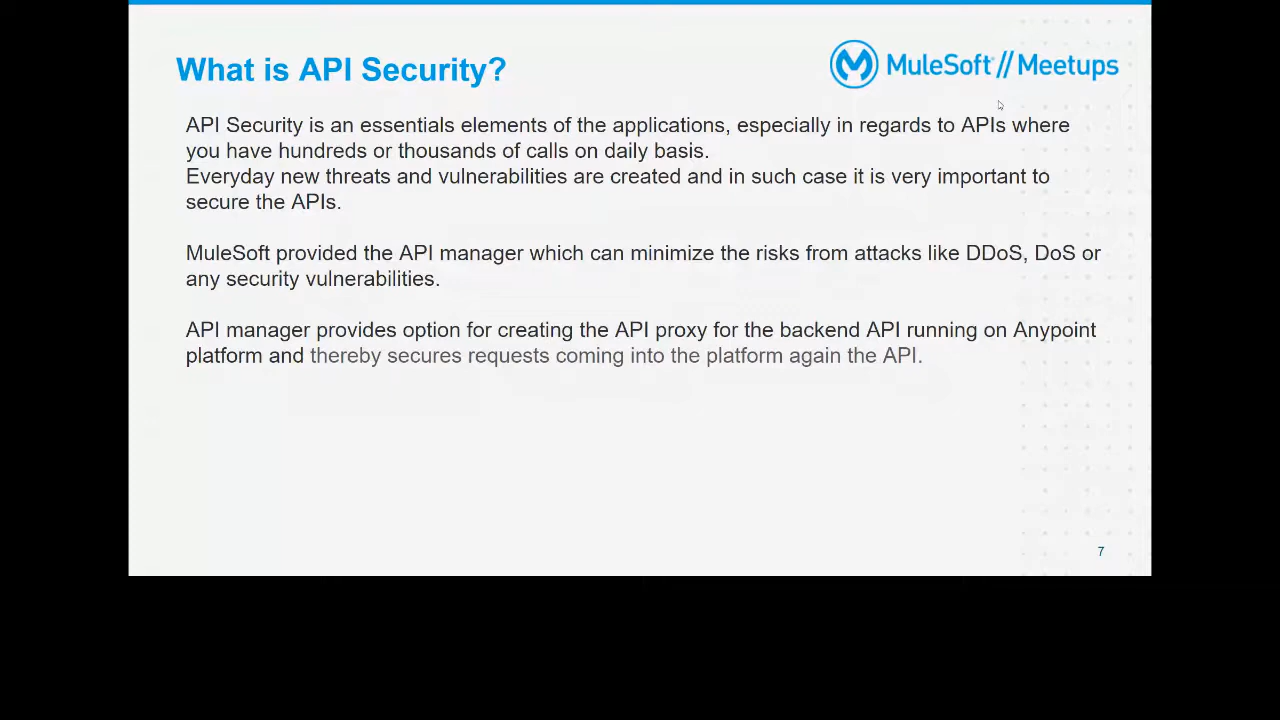 What is API Security?
MuleSoft // Meetups
API Security is an essentials elements of the applications, especially in regards to APIs where
you have hundreds or thousands of calls on daily basis.
Everyday new threats and vulnerabilities are created and in such case it is very important to
secure the APIs.
MuleSoft provided the API manager which can minimize the risks from attacks like DDoS, DoS or
any security vulnerabilities.
API manager provides option for creating the API proxy for the backend API running on Anypoint
platform and thereby secures requests coming into the platform again the API.
7